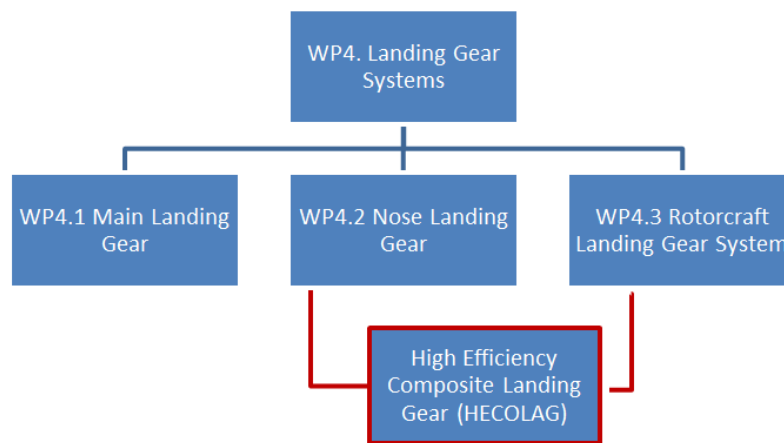 WP4. Landing Gear
Systems
WP4.1 Main Landing
Gear
WP4.2 Nose Landing
Gear
WP4.3 Rotorcraft
Landing Gear System
High Efficiency
Composite Landing
Gear (HECOLAG)